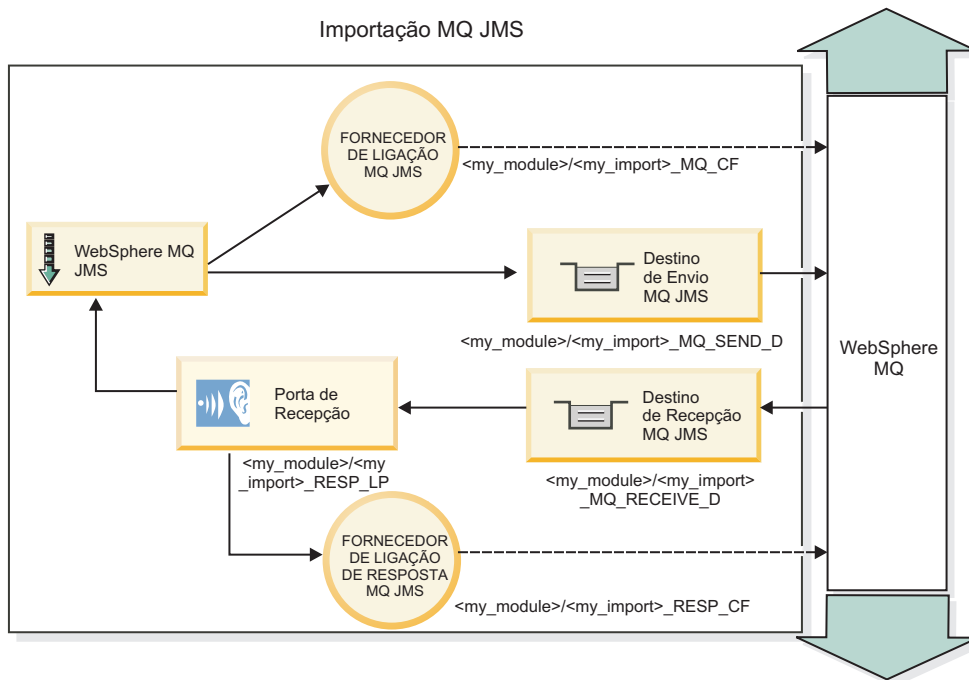 Importação MQ JMS
FORNECEDOR
DE LIGAÇÃO
MQ JMS
<my_module>/<my_import>_MQ_CF
WebSphere MQ
JMS
Destino
de Envio
MQ JMS
<my_module>/<my_import>_MQ_SEND_D
WebSphere
MQ
Porta de
Recepção
<my_module>/<my
_import>_RESP_LP
Destino
de Recepção
MQ JMS
<my_module>/<my_import>
_MQ_RECEIVE_D
FORNECEDOR
DE LIGAÇÃO
DE RESPOSTA
MQ JMS
<my_module>/<my_import>_RESP_CF